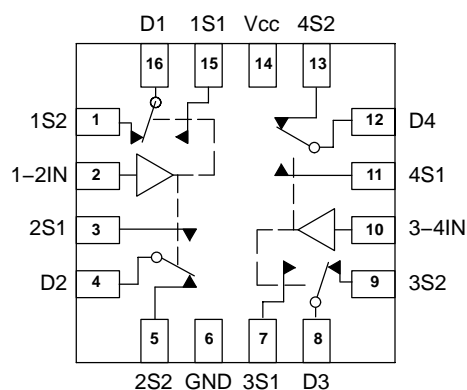 D1 1S1 Vcc 4S2
16 15 14 13
1S2 1 12 D4
1–2IN 2 11 4S1
2S1 3 10 3–4IN
D2 4 9 3S2
5 6 7 8
2S2 GND 3S1 D3